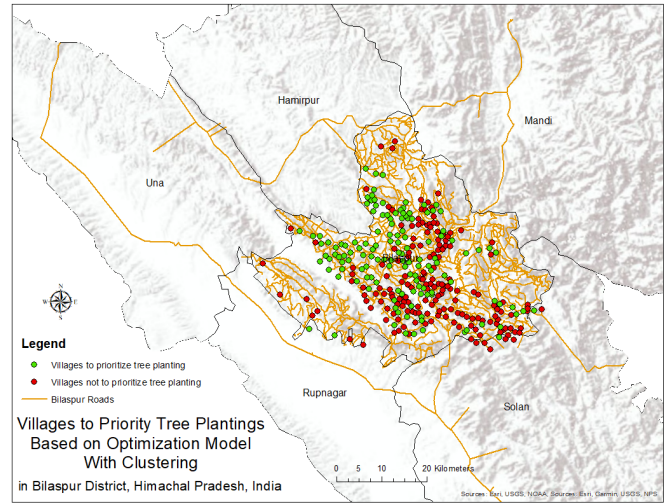 Hamirpur
Mandi
Una
Bilaspur
N
W E
S
Legend
Villages to prioritize tree planting
Villages not to prioritize tree planting
Bilaspur Roads
Rupnagar
Solan
Villages to Priority Tree Plantings
Based on Optimization Model
With Clustering
in Bilaspur District, Himachal Pradesh, India
0 5 10 20 Kilometers
Sources: Esri, USGS, NOAA, Sources: Esri, Garmin, USGS, NPS